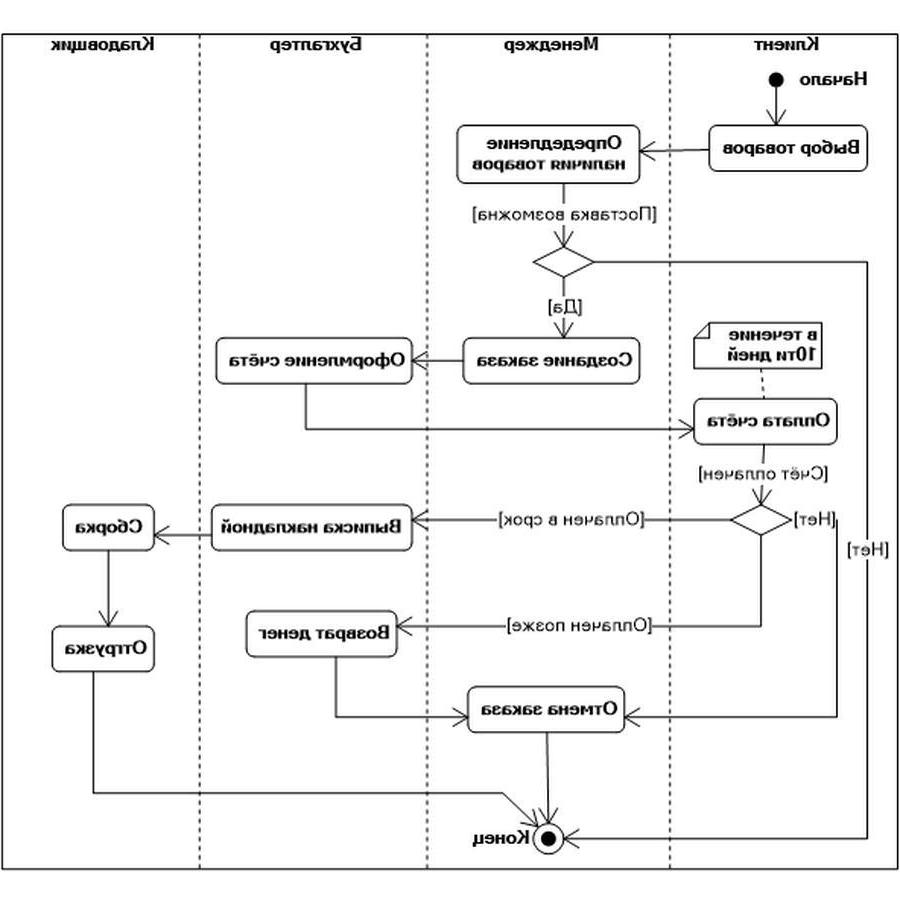 Клиент
Менеджер
Бухгалтер
Кладовщик
Начало
Выбор товаров
Определление
наличия товаров
[Поставка возможна]
[Да]
в течение
10ти дней
Создание заказа
Оформление счёта
Оплата счёта
[Счёт оплачен]
[Нет]
[Оплачен в срок]
Выписка накладной
Сборка
[Нет]
[Оплачен позже]
Возврат денег
Отгрузка
Отмена заказа
Конец